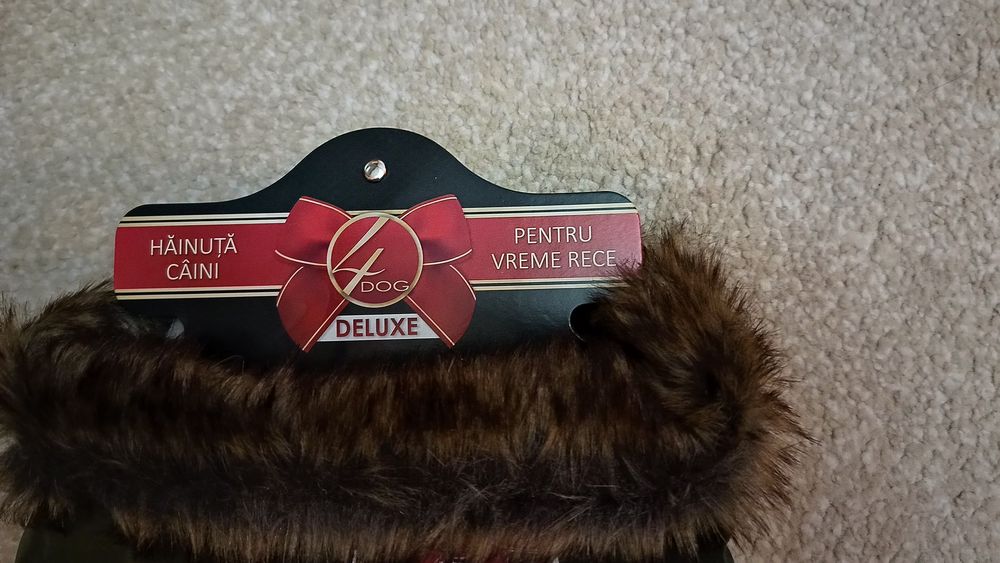 HĂINUȚĂ
CÂINI
4
DOG
DELUXE
PENTRU
VREME RECE